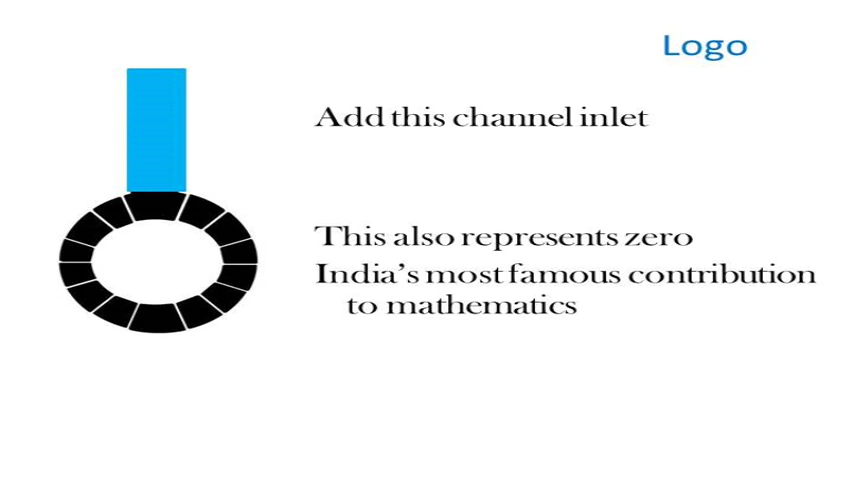 Logo
Add this channel inlet
This also represents zero
India’s most famous contribution
to mathematics